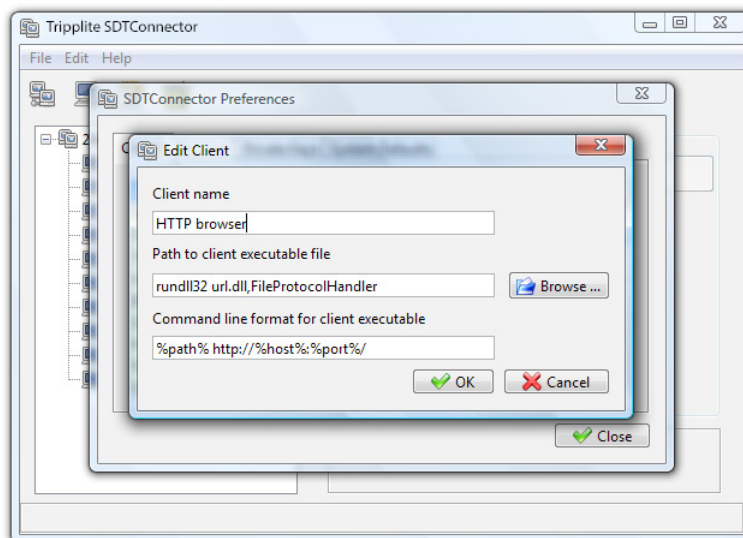 Tripplite SDTConnector
File Edit Help
SDTConnector Preferences
Edit Client
Client name
HTTP browser
Path to client executable file
rundll32 url.dll,FileProtocolHandler
Browse ...
Command line format for client executable
%path% http://%host%:%port%/
OK
Cancel
Close